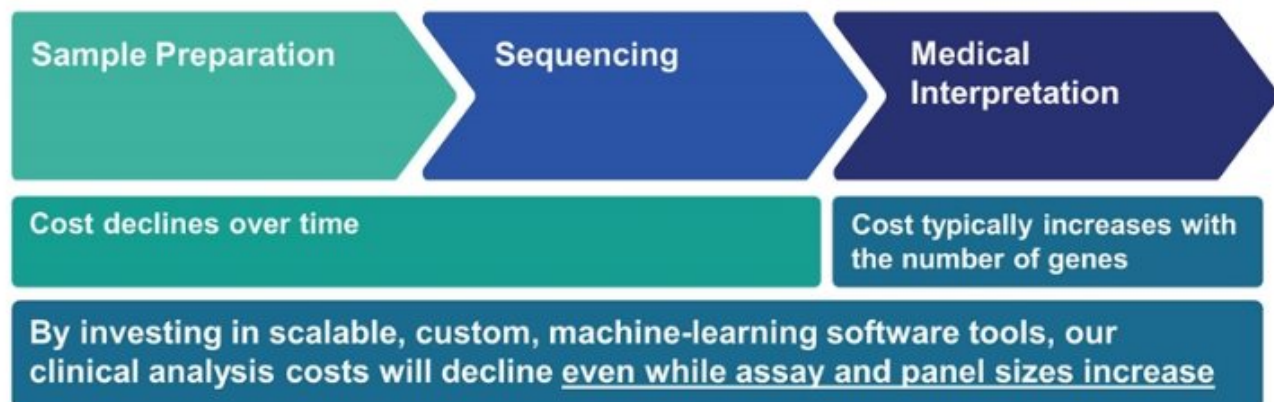 Sample Preparation
Sequencing
Medical
Interpretation
Cost declines over time
Cost typically increases with
the number of genes
By investing in scalable, custom, machine-learning software tools, our
clinical analysis costs will decline even while assay and panel sizes increase